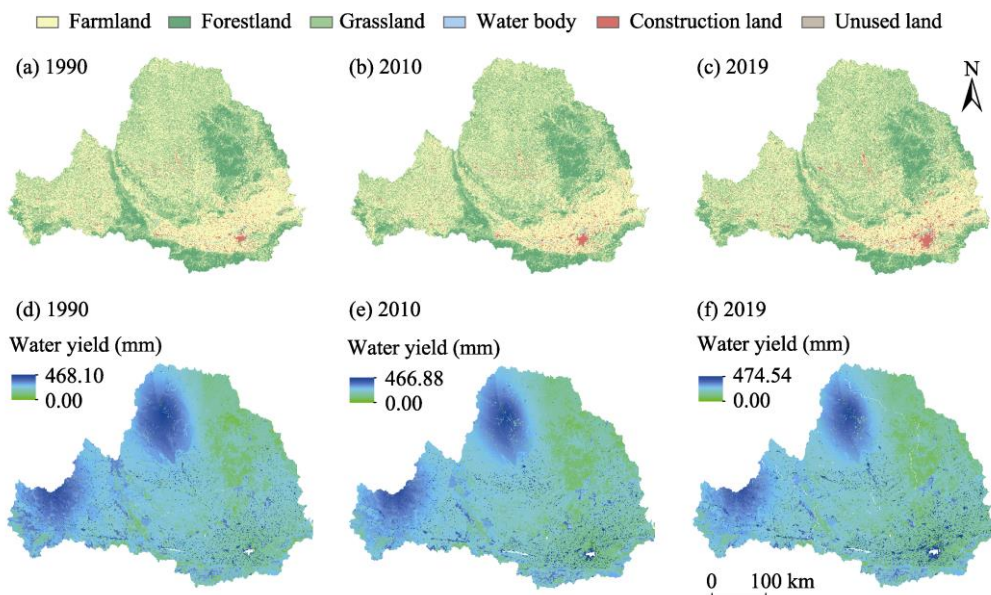 Farmland Forestland Grassland Water body Construction land Unused land
(a) 1990 (b) 2010 (c) 2019
N
(d) 1990 (e) 2010 (f) 2019
Water yield (mm) Water yield (mm) Water yield (mm)
468.10 466.88 474.54
0.00 0.00 0.00
0 100 km